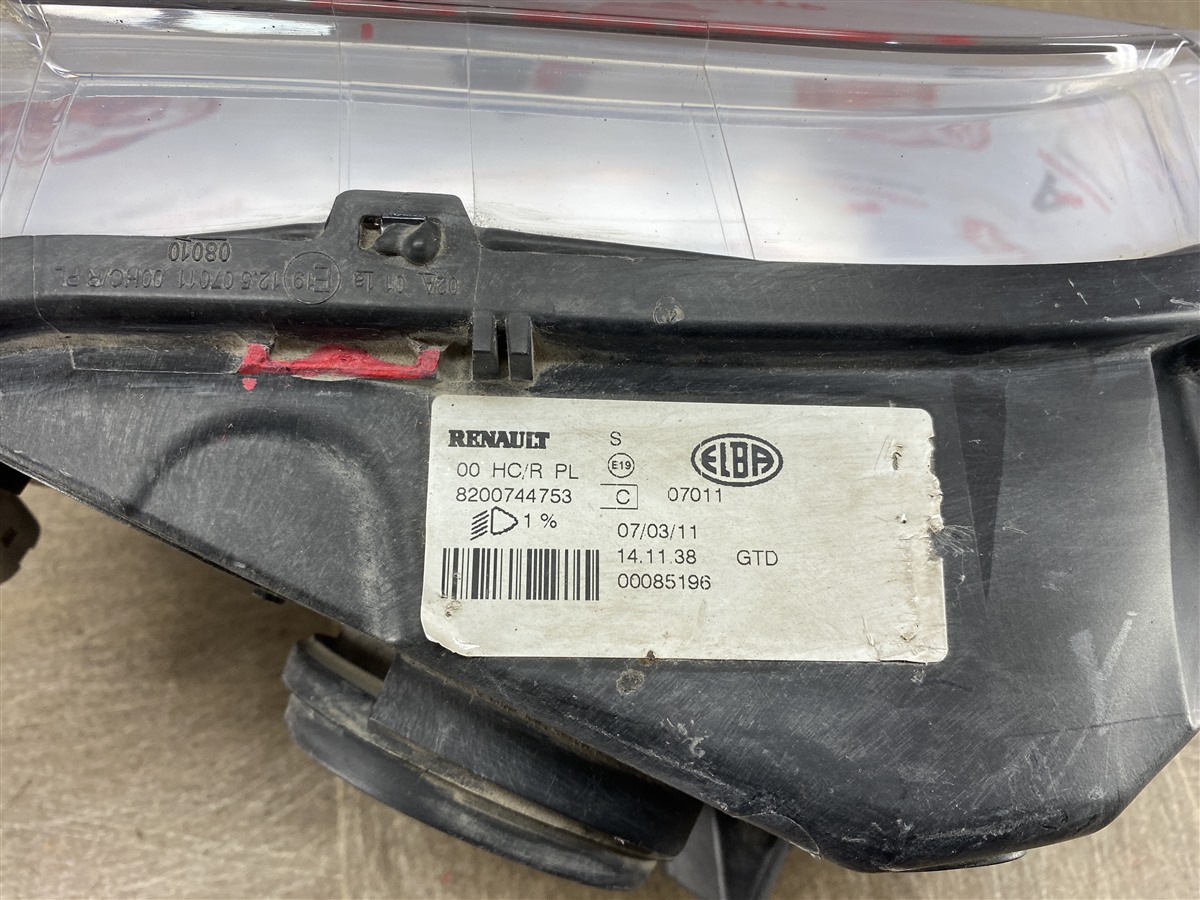 08010
02A 01 1a E19 12.5 07011 00HC/R PL
RENAULT S ELBA
00 HC/R PL E19
8200744753 C 07011
1 % 07/03/11
14.11.38 GTD
00085196